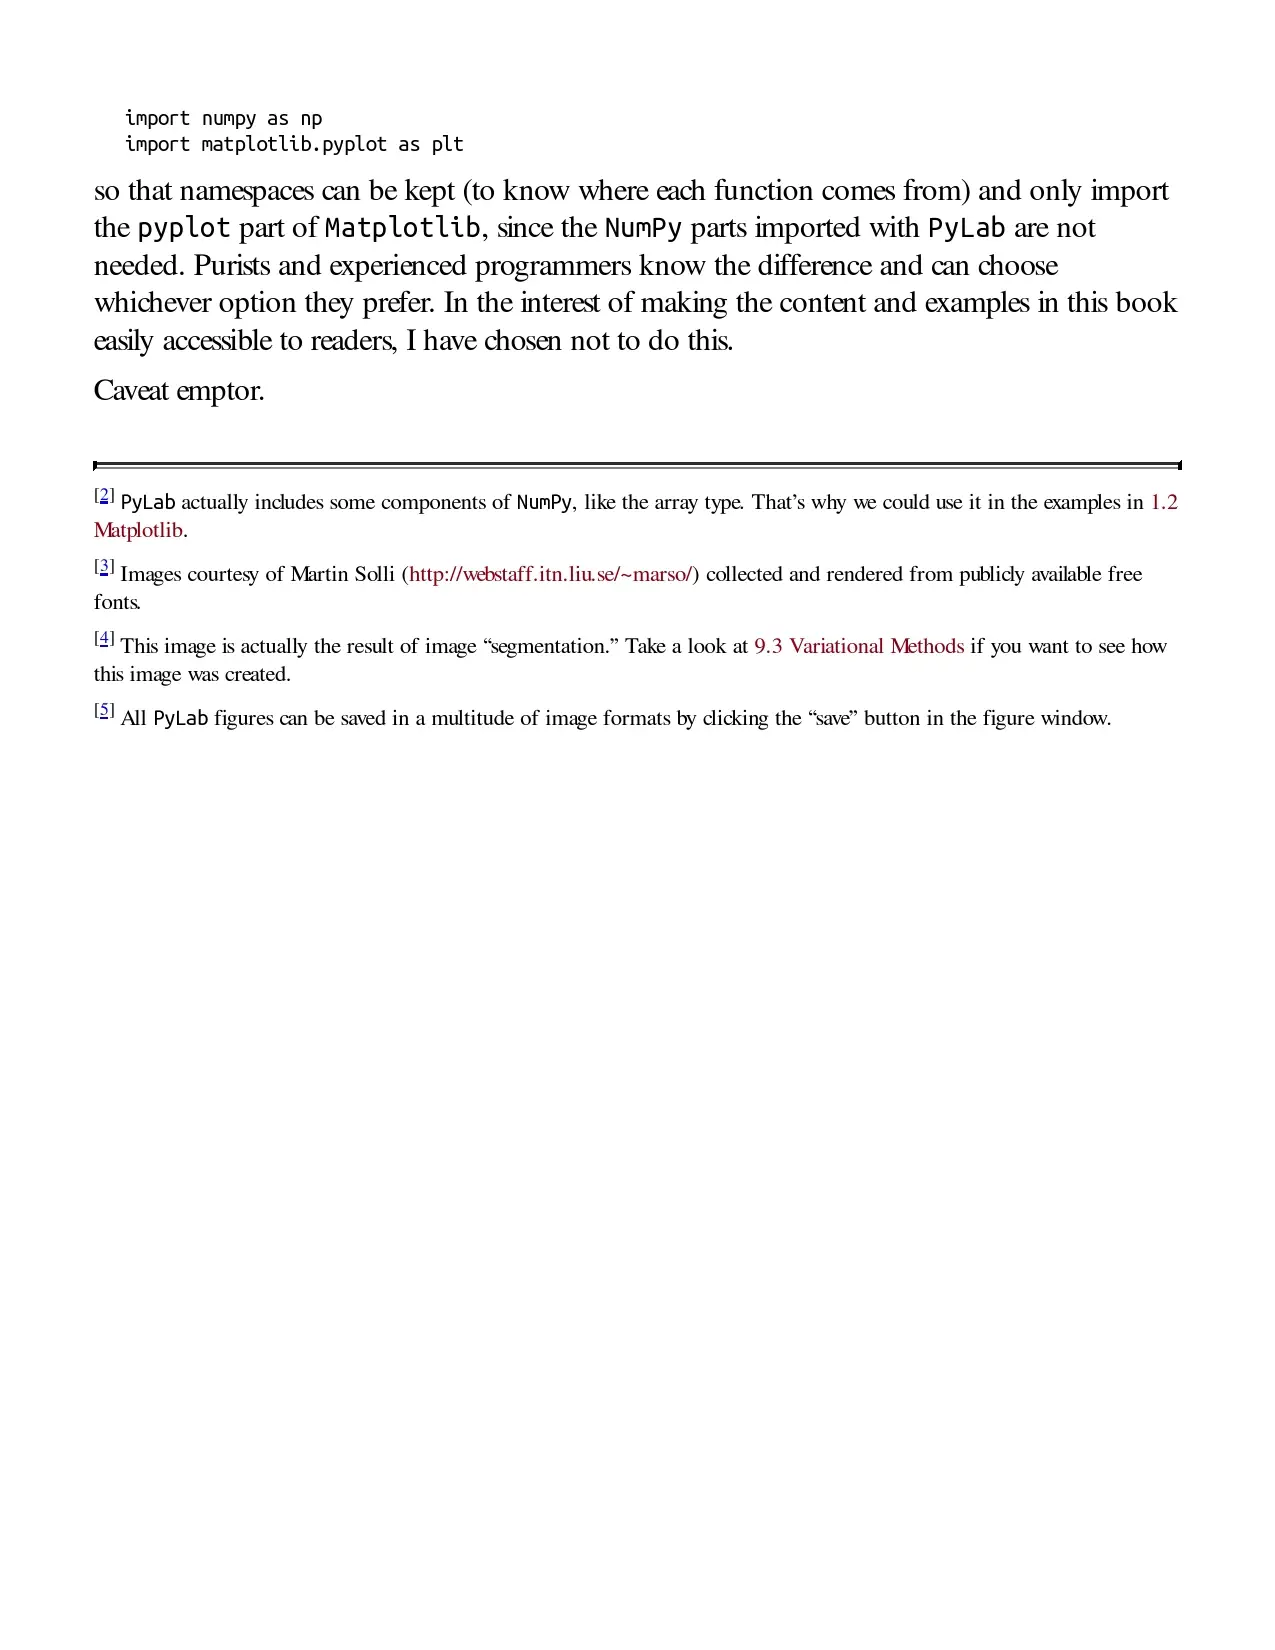 import numpy as np
import matplotlib.pyplot as plt
so that namespaces can be kept (to know where each function comes from) and only import
the pyplot part of Matplotlib, since the NumPy parts imported with PyLab are not
needed. Purists and experienced programmers know the difference and can choose
whichever option they prefer. In the interest of making the content and examples in this book
easily accessible to readers, I have chosen not to do this.
Caveat emptor.
[2] PyLab actually includes some components of NumPy, like the array type. That’s why we could use it in the examples in 1.2
Matplotlib.
[3] Images courtesy of Martin Solli (http://webstaff.itn.liu.se/~marso/) collected and rendered from publicly available free
fonts.
[4] This image is actually the result of image “segmentation.” Take a look at 9.3 Variational Methods if you want to see how
this image was created.
[5] All PyLab figures can be saved in a multitude of image formats by clicking the “save” button in the figure window.